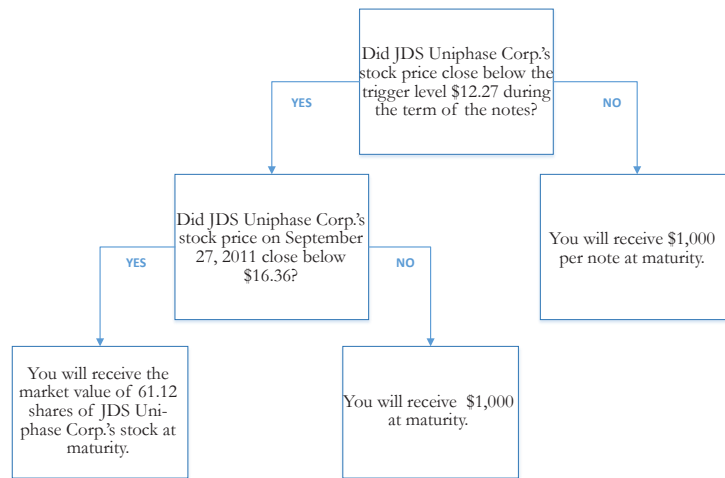 Did JDS Uniphase Corp.'s
stock price close below the
trigger level $12.27 during
the term of the notes?
YES
NO
Did JDS Uniphase Corp.'s
stock price on September
27, 2011 close below
$16.36?
You will receive $1,000
per note at maturity.
YES
NO
You will receive the
market value of 61.12
shares of JDS Uni-
phase Corp.'s stock at
maturity.
You will receive $1,000
at maturity.